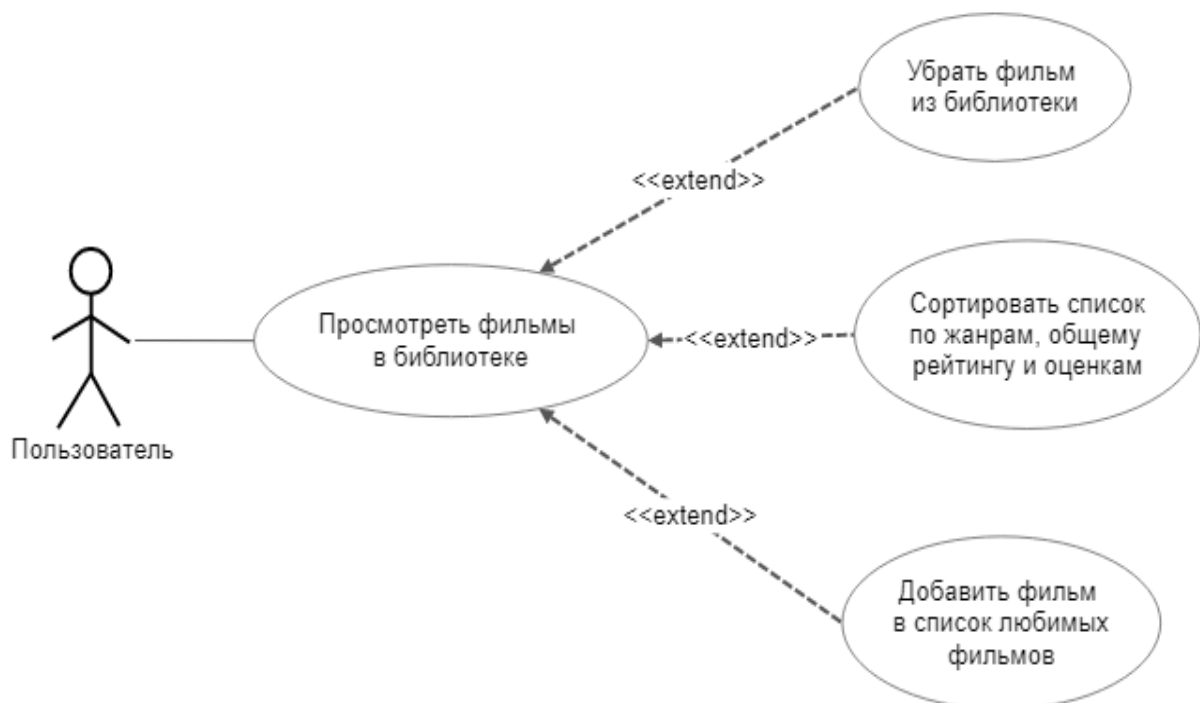 Убрать фильм
из библиотеки
<<extend>>
Просмотреть фильмы
в библиотеке
<<extend>>
Сортировать список
по жанрам, общему
рейтингу и оценкам
Пользователь
<<extend>>
Добавить фильм
в список любимых
фильмов